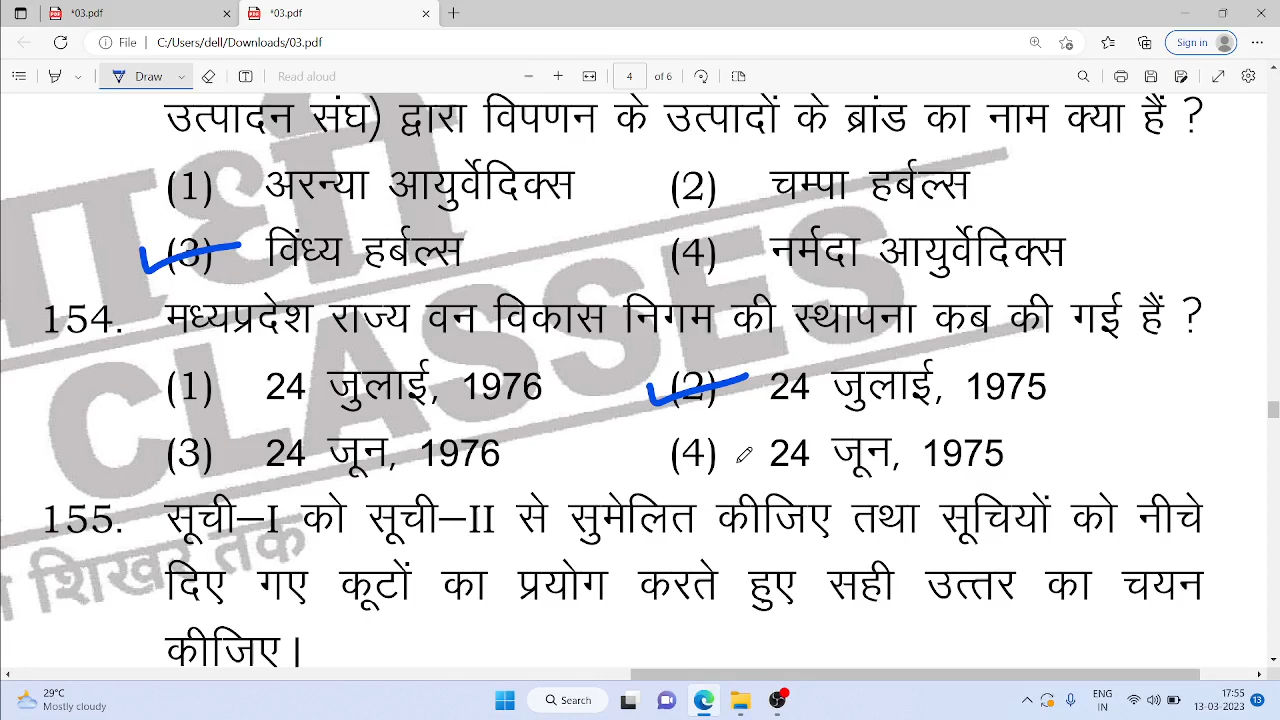 *03.pdf
*03.pdf
File C:/Users/dell/Downloads/03.pdf Sign in
Draw Read aloud 4 of 6
उत्पादन संघ) द्वारा विपणन के उत्पादों के ब्रांड का नाम क्या हैं ?
(1) अरन्या आयुर्वेदिक्स (2) चम्पा हर्बल्स
(3) विंध्य हर्बल्स (4) नर्मदा आयुर्वेदिक्स
154. मध्यप्रदेश राज्य वन विकास निगम की स्थापना कब की गई हैं ?
(1) 24 जुलाई, 1976 (2) 24 जुलाई, 1975
(3) 24 जून, 1976 (4) 24 जून, 1975
155. सूची–I को सूची–II से सुमेलित कीजिए तथा सूचियों को नीचे
दिए गए कूटों का प्रयोग करते हुए सही उत्तर का चयन
कीजिए।
CLASSES
शिखर तक
29°C
Mostly cloudy
Search
ENG
IN
17:55
13-03-2023
13